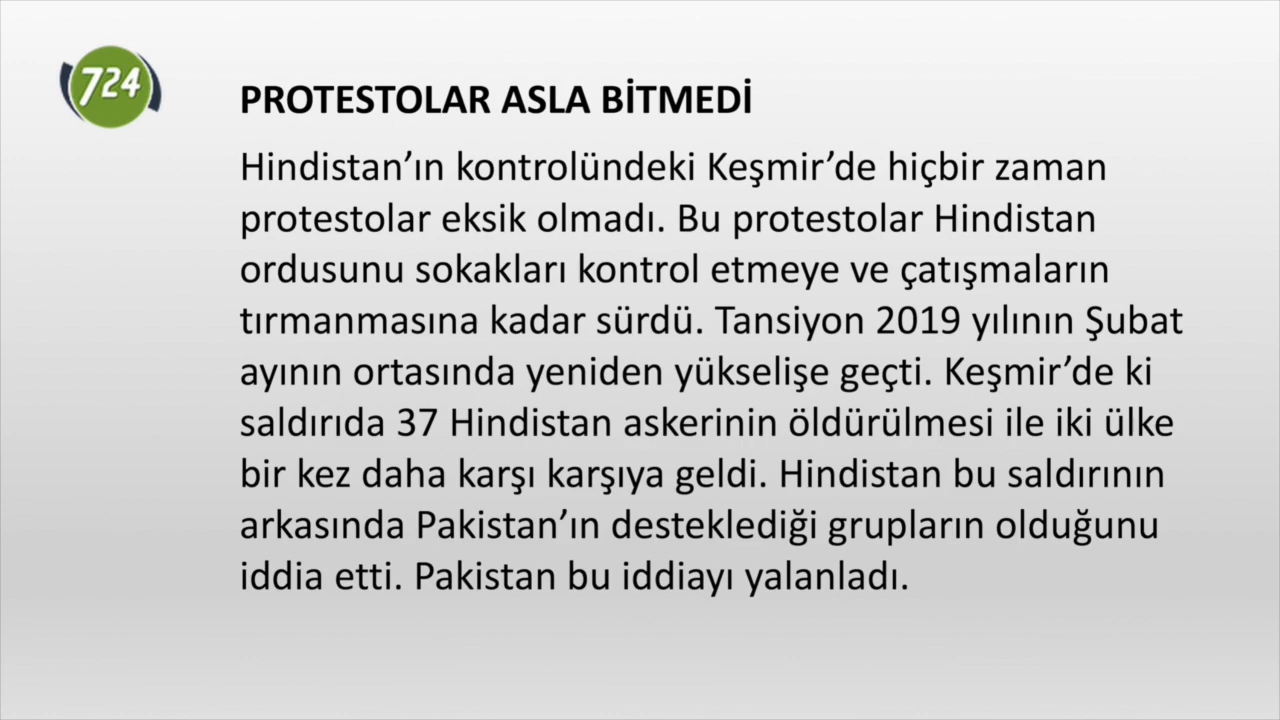 724
PROTESTOLAR ASLA BİTMEDİ
Hindistan’ın kontrolündeki Keşmir’de hiçbir zaman
protestolar eksik olmadı. Bu protestolar Hindistan
ordusunu sokakları kontrol etmeye ve çatışmaların
tırmanmasına kadar sürdü. Tansiyon 2019 yılının Şubat
ayının ortasında yeniden yükselişe geçti. Keşmir’de ki
saldırıda 37 Hindistan askerinin öldürülmesi ile iki ülke
bir kez daha karşı karşıya geldi. Hindistan bu saldırının
arkasında Pakistan’ın desteklediği grupların olduğunu
iddia etti. Pakistan bu iddiayı yalanladı.